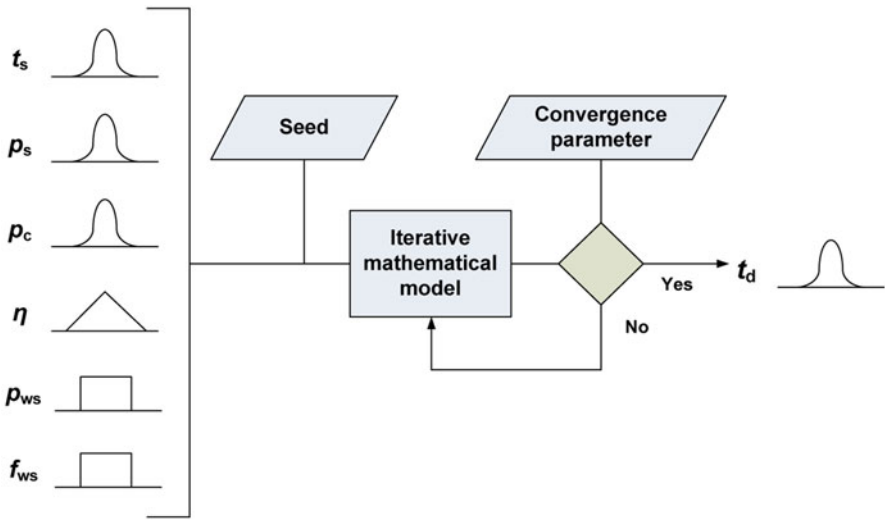 ts
ps
pc
η
pws
fws
Seed
Convergence
parameter
Iterative
mathematical
model
Yes
No
td